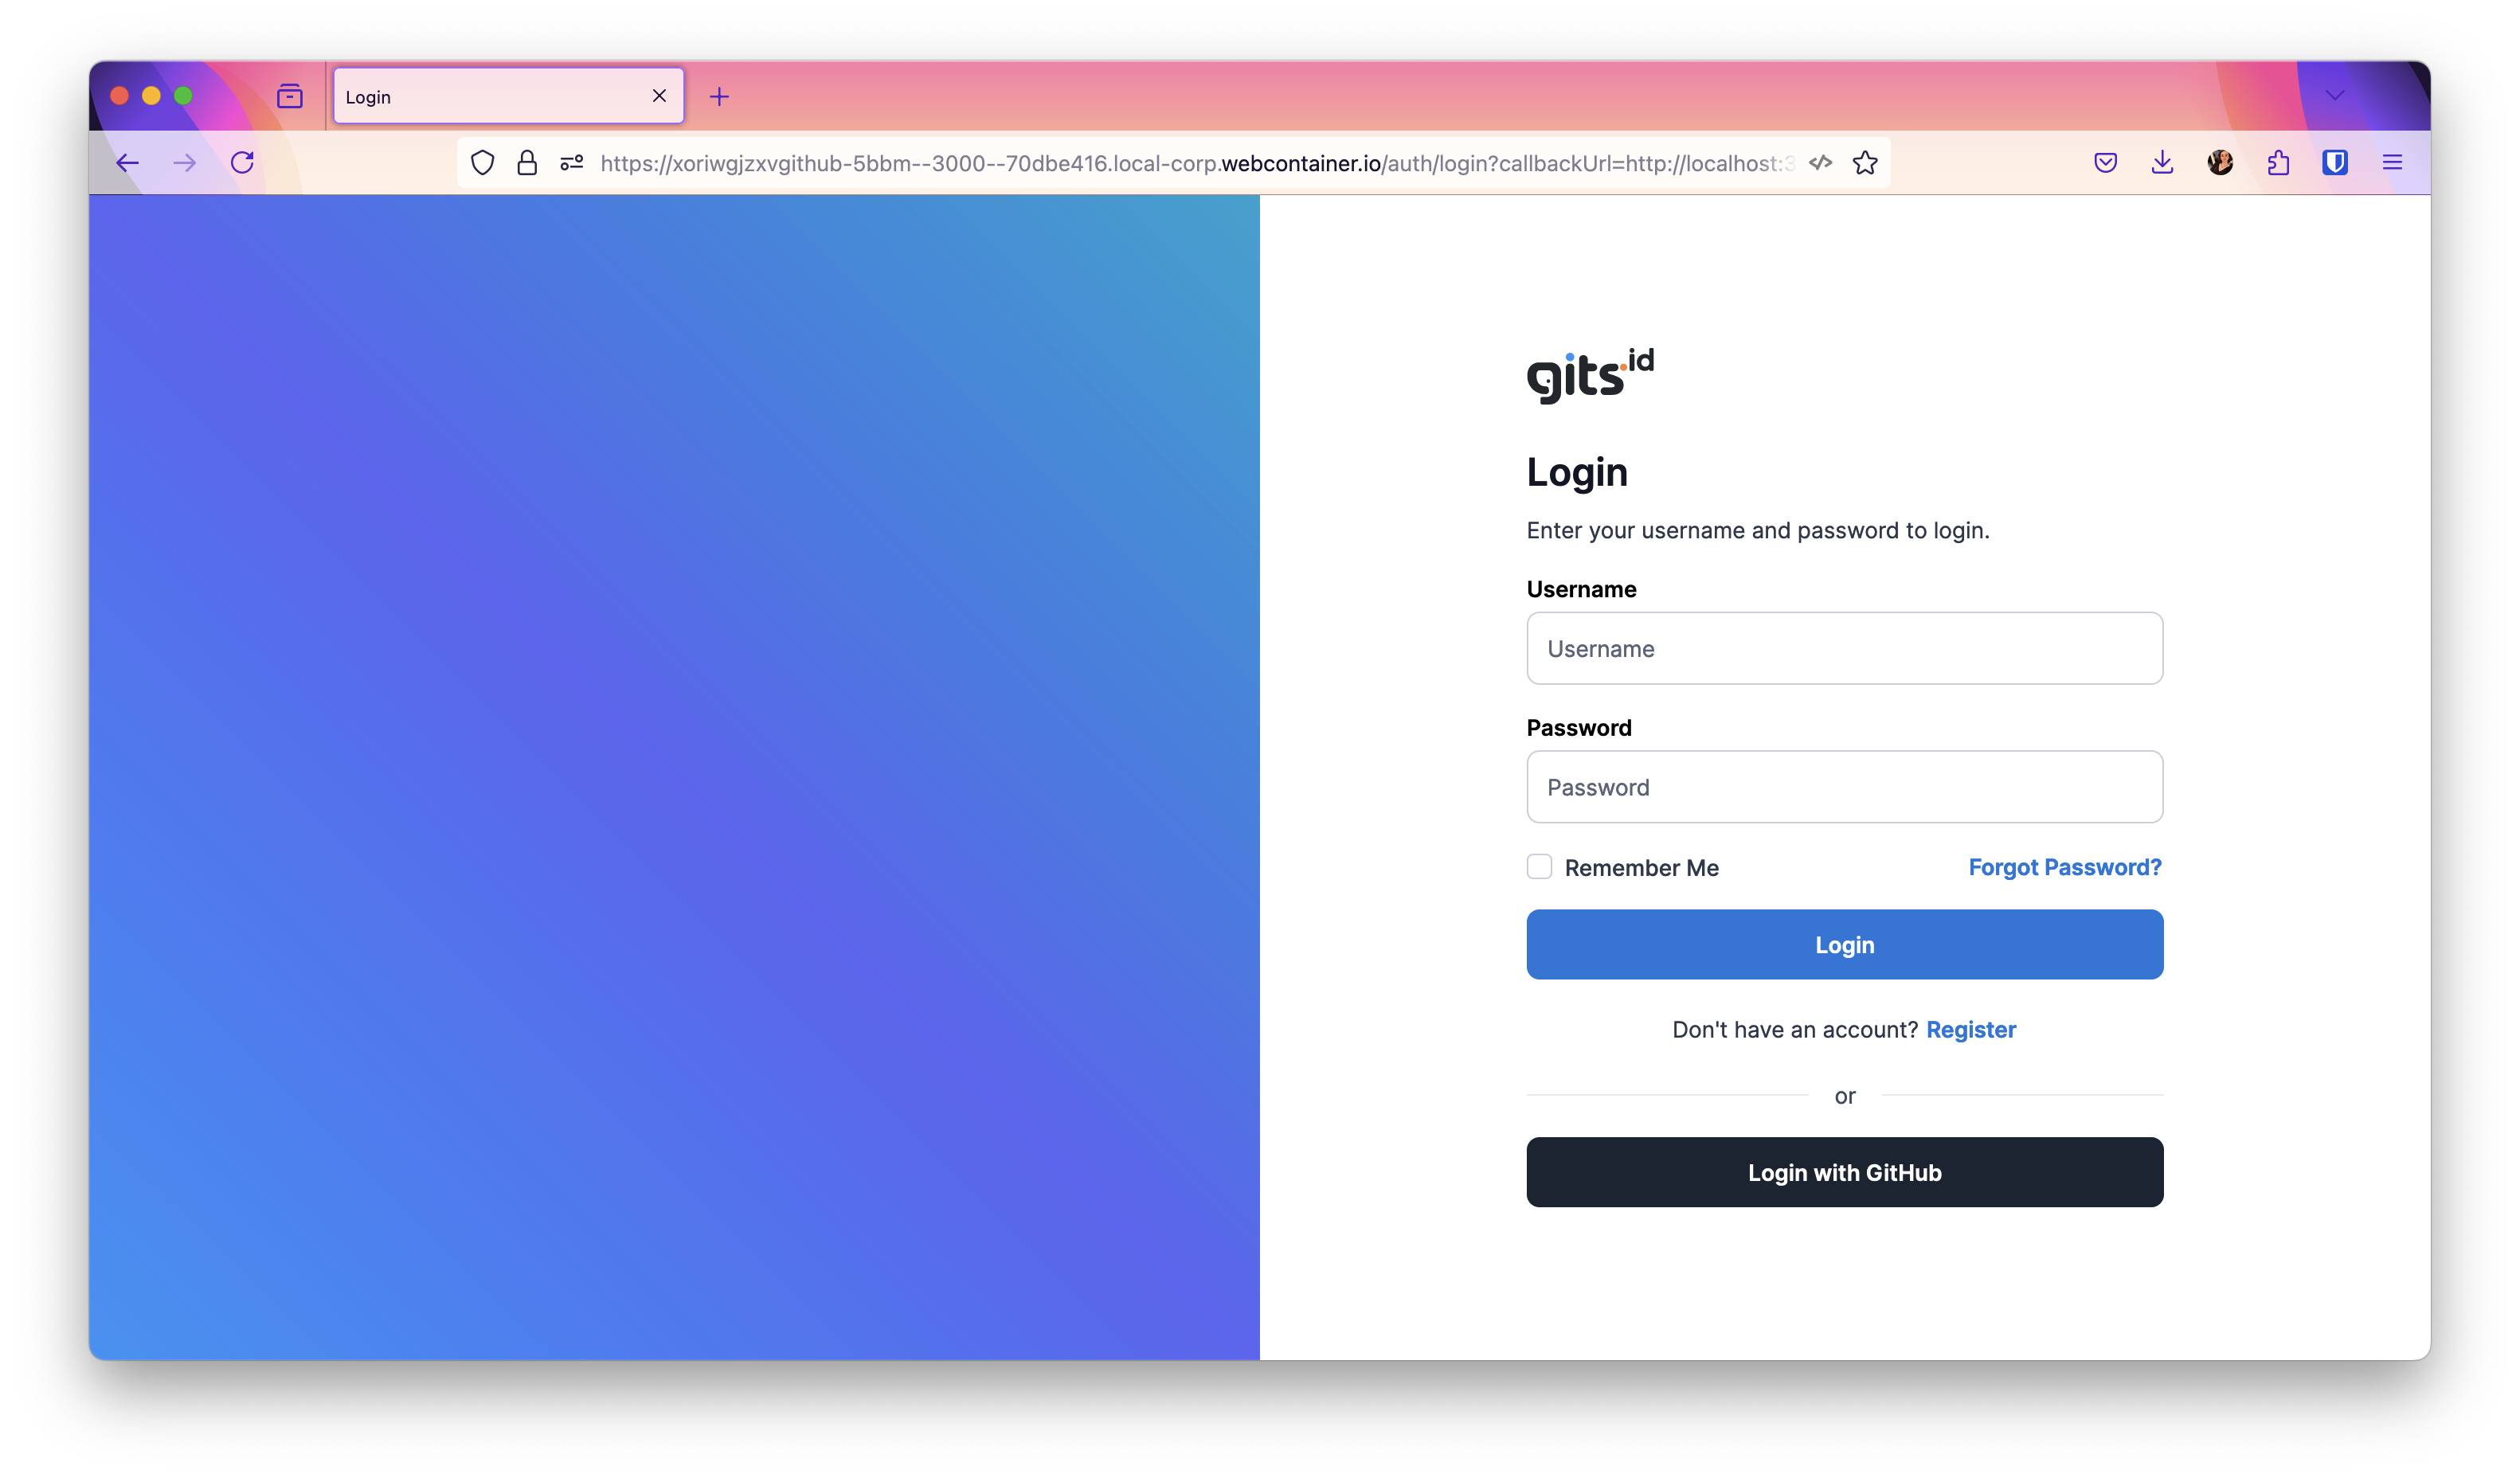 Login
https://xoriwgjzxvgithub-5bbm--3000--70dbe416.local-corp.webcontainer.io/auth/login?callbackUrl=http://localhost:3
gits.id
Login
Enter your username and password to login.
Username
Username
Password
Password
Remember Me
Forgot Password?
Login
Don't have an account? Register
or
Login with GitHub